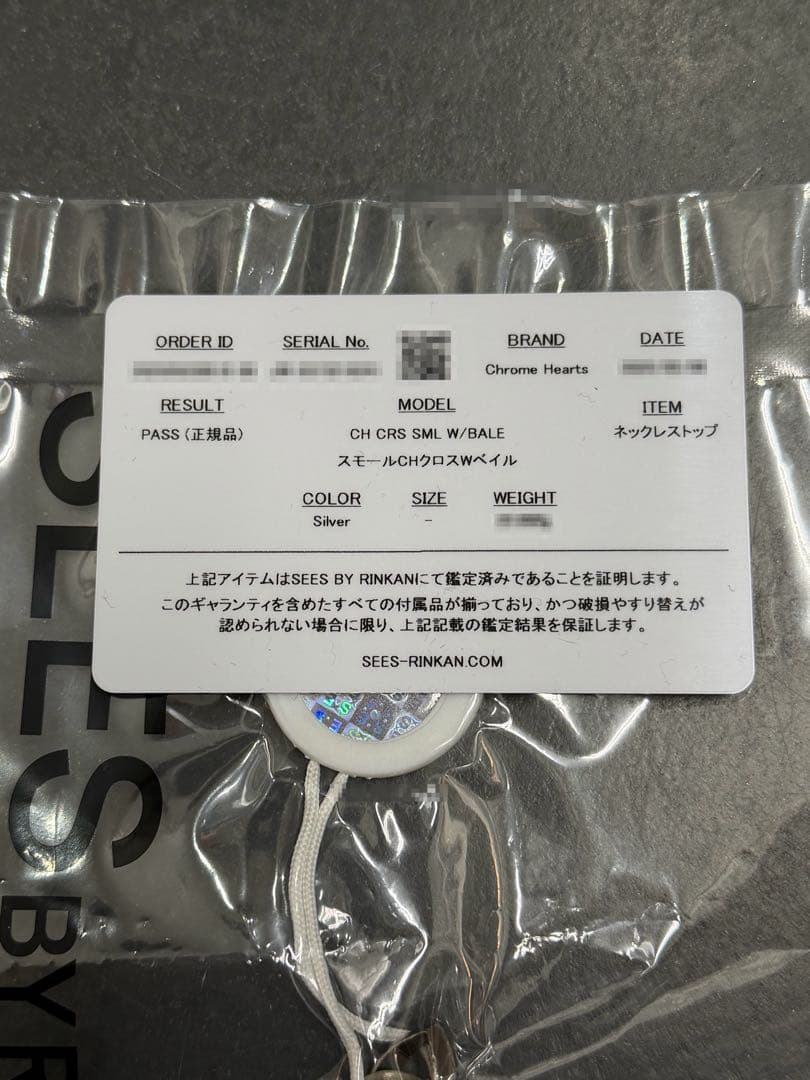 ORDER ID
SERIAL No.
BRAND
DATE
Chrome Hearts
RESULT
MODEL
ITEM
PASS（正規品）
CH CRS SML W/BALE
ネックレストップ
スモールCHクロスWベイル
COLOR
SIZE
WEIGHT
Silver
-
上記アイテムはSEES BY RINKANにて鑑定済みであることを証明します。
このギャランティを含めたすべての付属品が揃っており、かつ破損やすり替えが
認められない場合に限り、上記記載の鑑定結果を保証します。
SEES-RINKAN.COM
SEES
BY